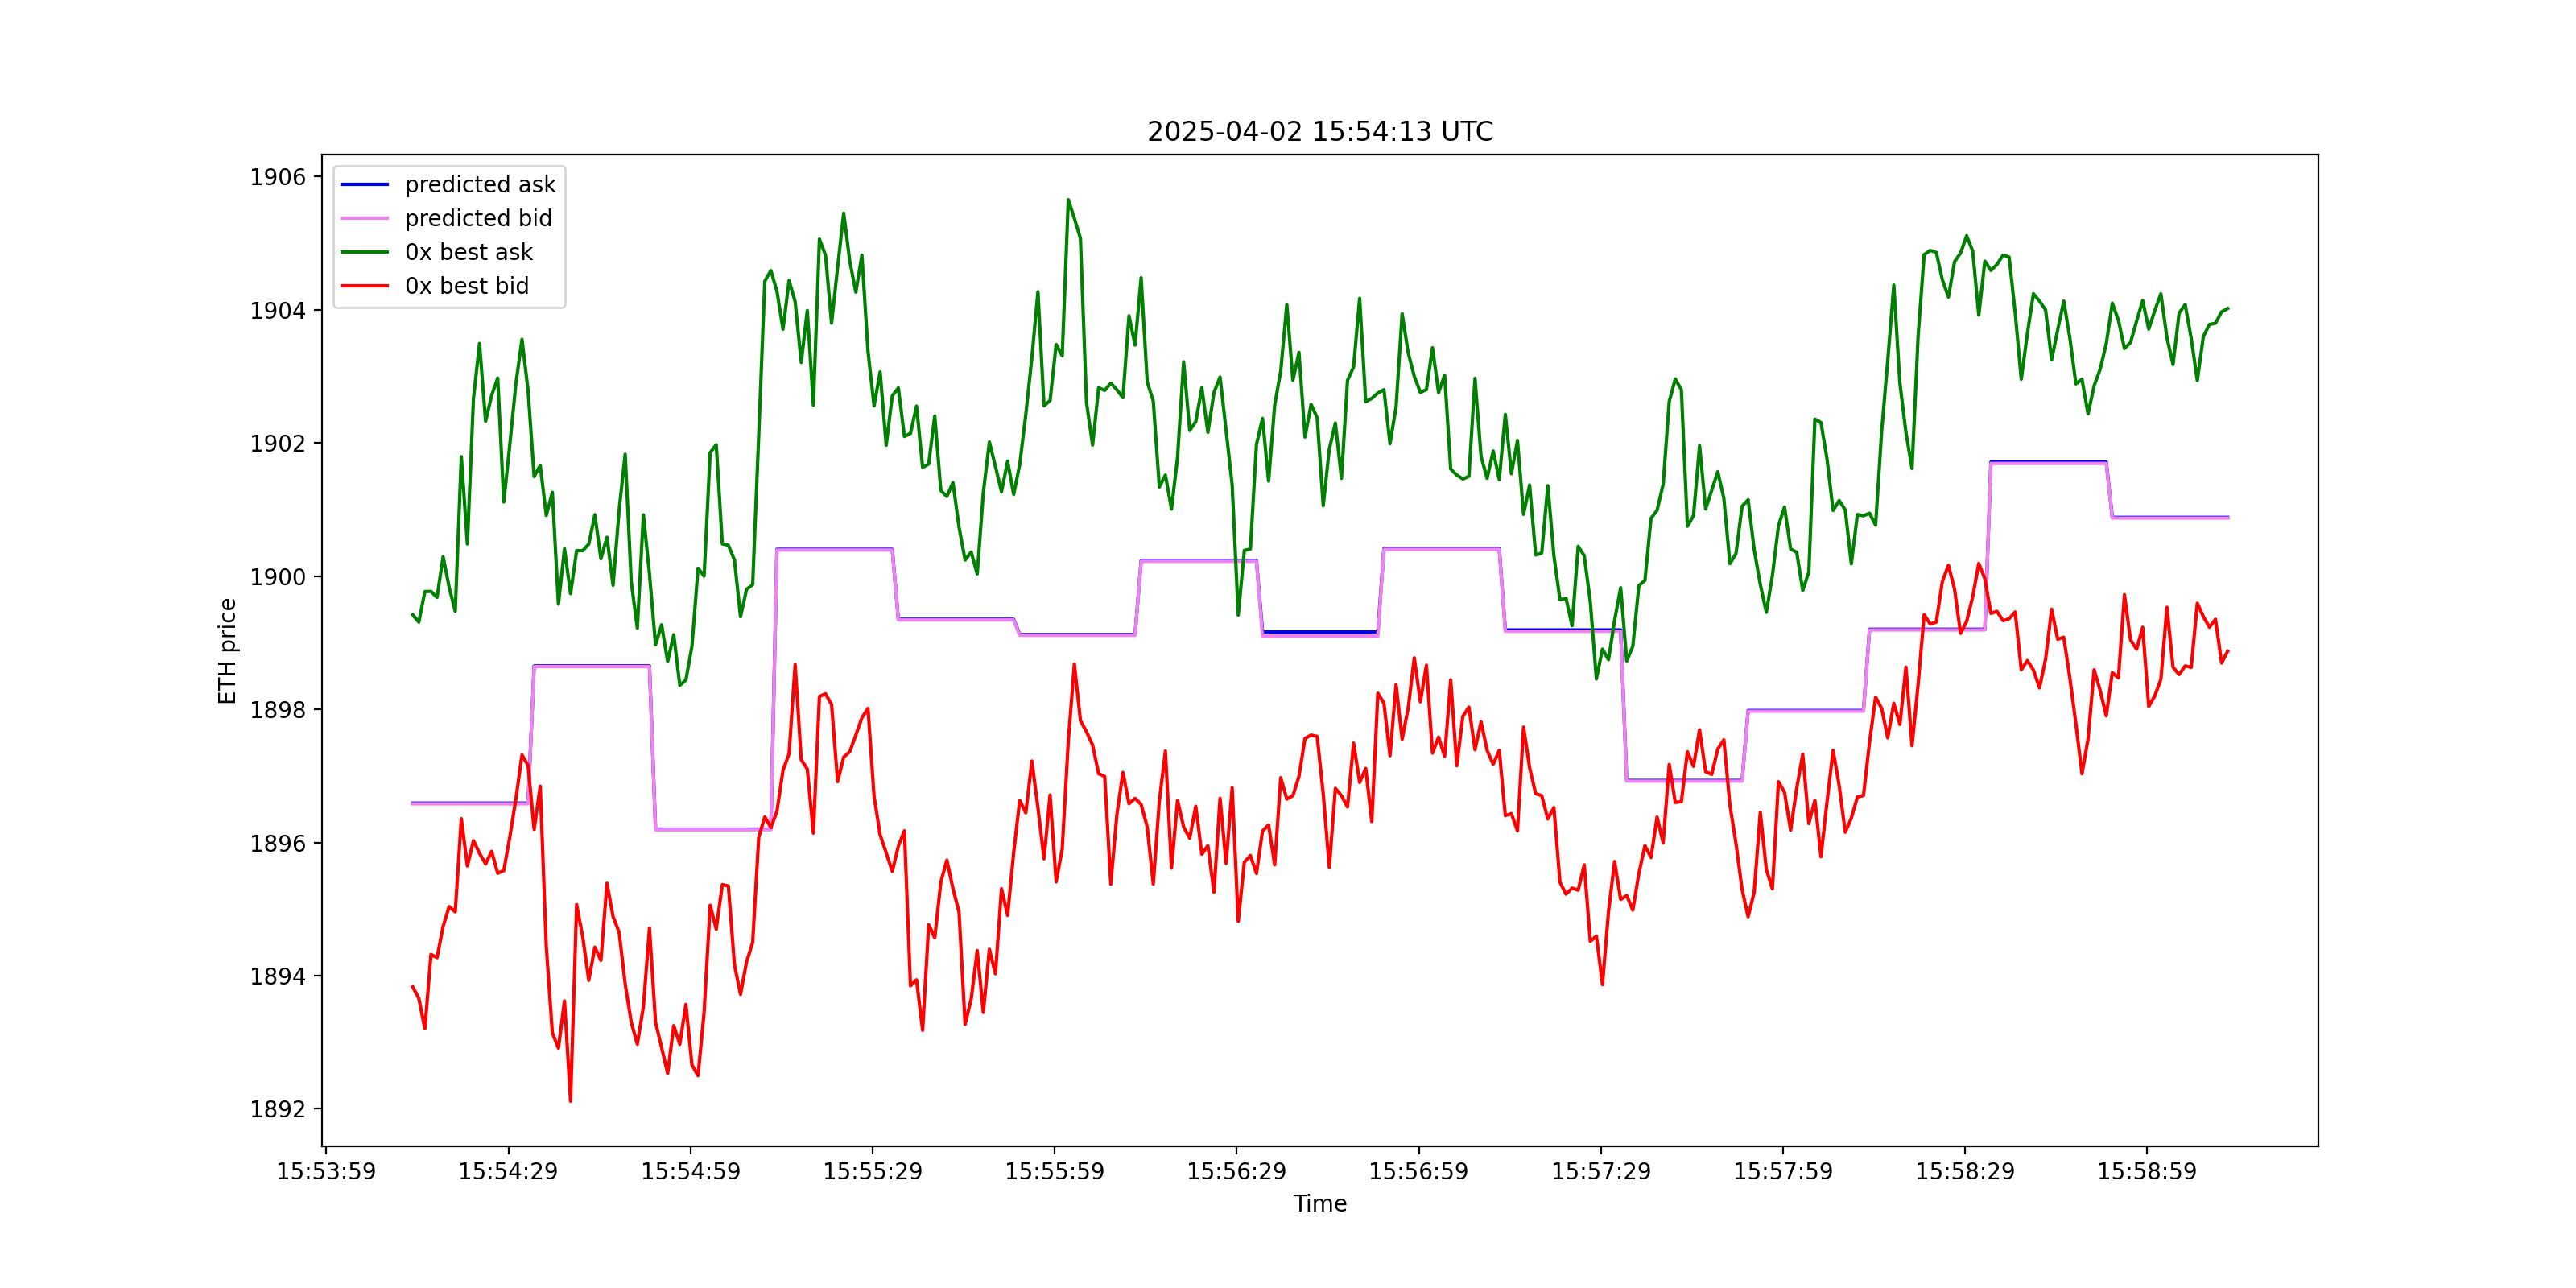 2025-04-02 15:54:13 UTC
predicted ask
predicted bid
0x best ask
0x best bid
1906
1904
1902
1900
1898
1896
1894
1892
ETH price
15:53:59 15:54:29 15:54:59 15:55:29 15:55:59 15:56:29 15:56:59 15:57:29 15:57:59 15:58:29 15:58:59
Time